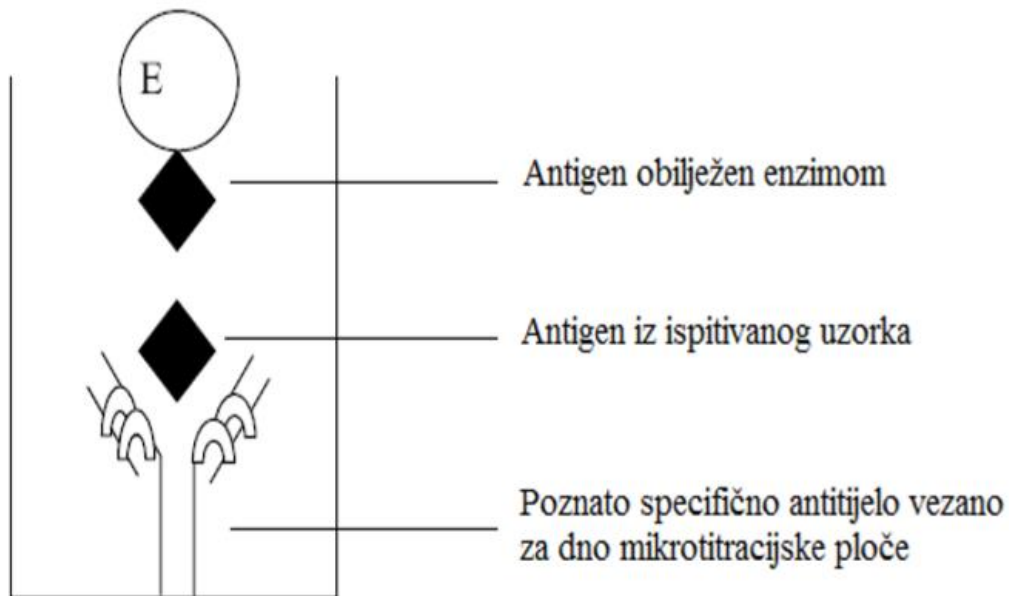 E
Antigen obilježen enzimom
Antigen iz ispitivanog uzorka
Poznato specifično antitijelo vezano
za dno mikrotitracijske ploče